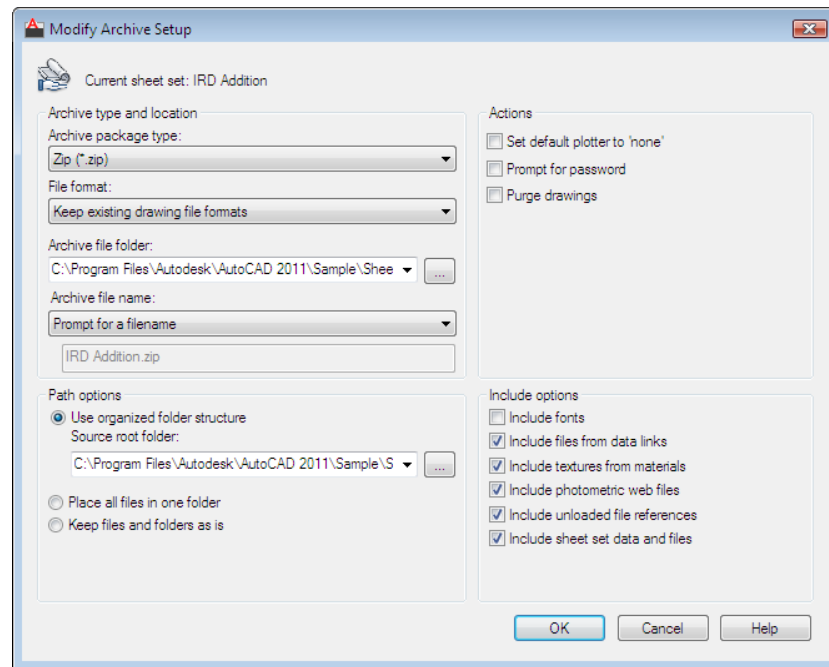 Modify Archive Setup
Current sheet set: IRD Addition
Archive type and location
Archive package type:
Zip (*.zip)
File format:
Keep existing drawing file formats
Archive file folder:
C:\Program Files\Autodesk\AutoCAD 2011\Sample\Shee
...
Archive file name:
Prompt for a filename
IRD Addition.zip
Actions
Set default plotter to 'none'
Prompt for password
Purge drawings
Path options
Use organized folder structure
Source root folder:
C:\Program Files\Autodesk\AutoCAD 2011\Sample\S
...
Place all files in one folder
Keep files and folders as is
Include options
Include fonts
Include files from data links
Include textures from materials
Include photometric web files
Include unloaded file references
Include sheet set data and files
OK
Cancel
Help